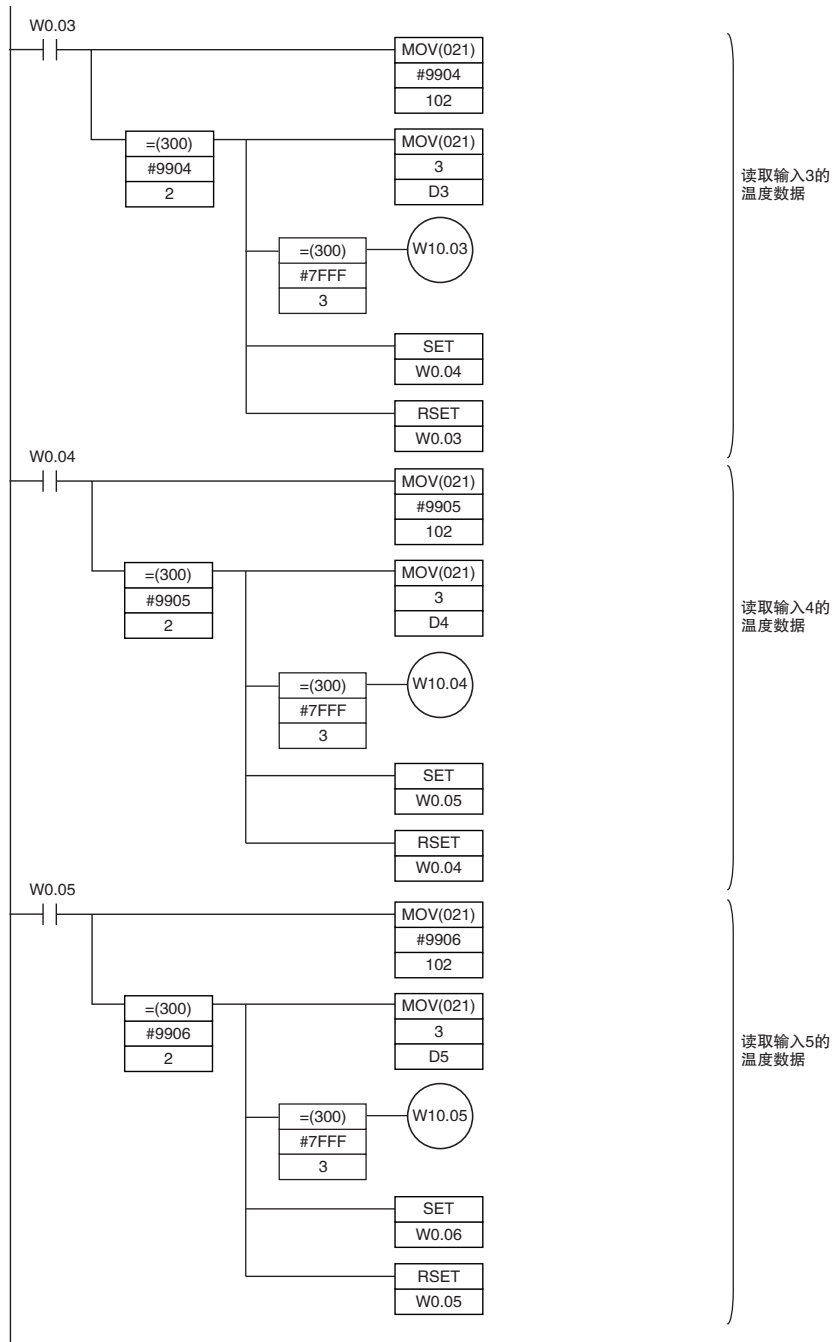 W0.03
MOV(021)
#9904
102
=(300)
#9904
2
MOV(021)
3
D3
=(300)
#7FFF
3
W10.03
SET
W0.04
RSET
W0.03
读取输入3的
温度数据
W0.04
MOV(021)
#9905
102
=(300)
#9905
2
MOV(021)
3
D4
=(300)
#7FFF
3
W10.04
SET
W0.05
RSET
W0.04
读取输入4的
温度数据
W0.05
MOV(021)
#9906
102
=(300)
#9906
2
MOV(021)
3
D5
=(300)
#7FFF
3
W10.05
SET
W0.06
RSET
W0.05
读取输入5的
温度数据